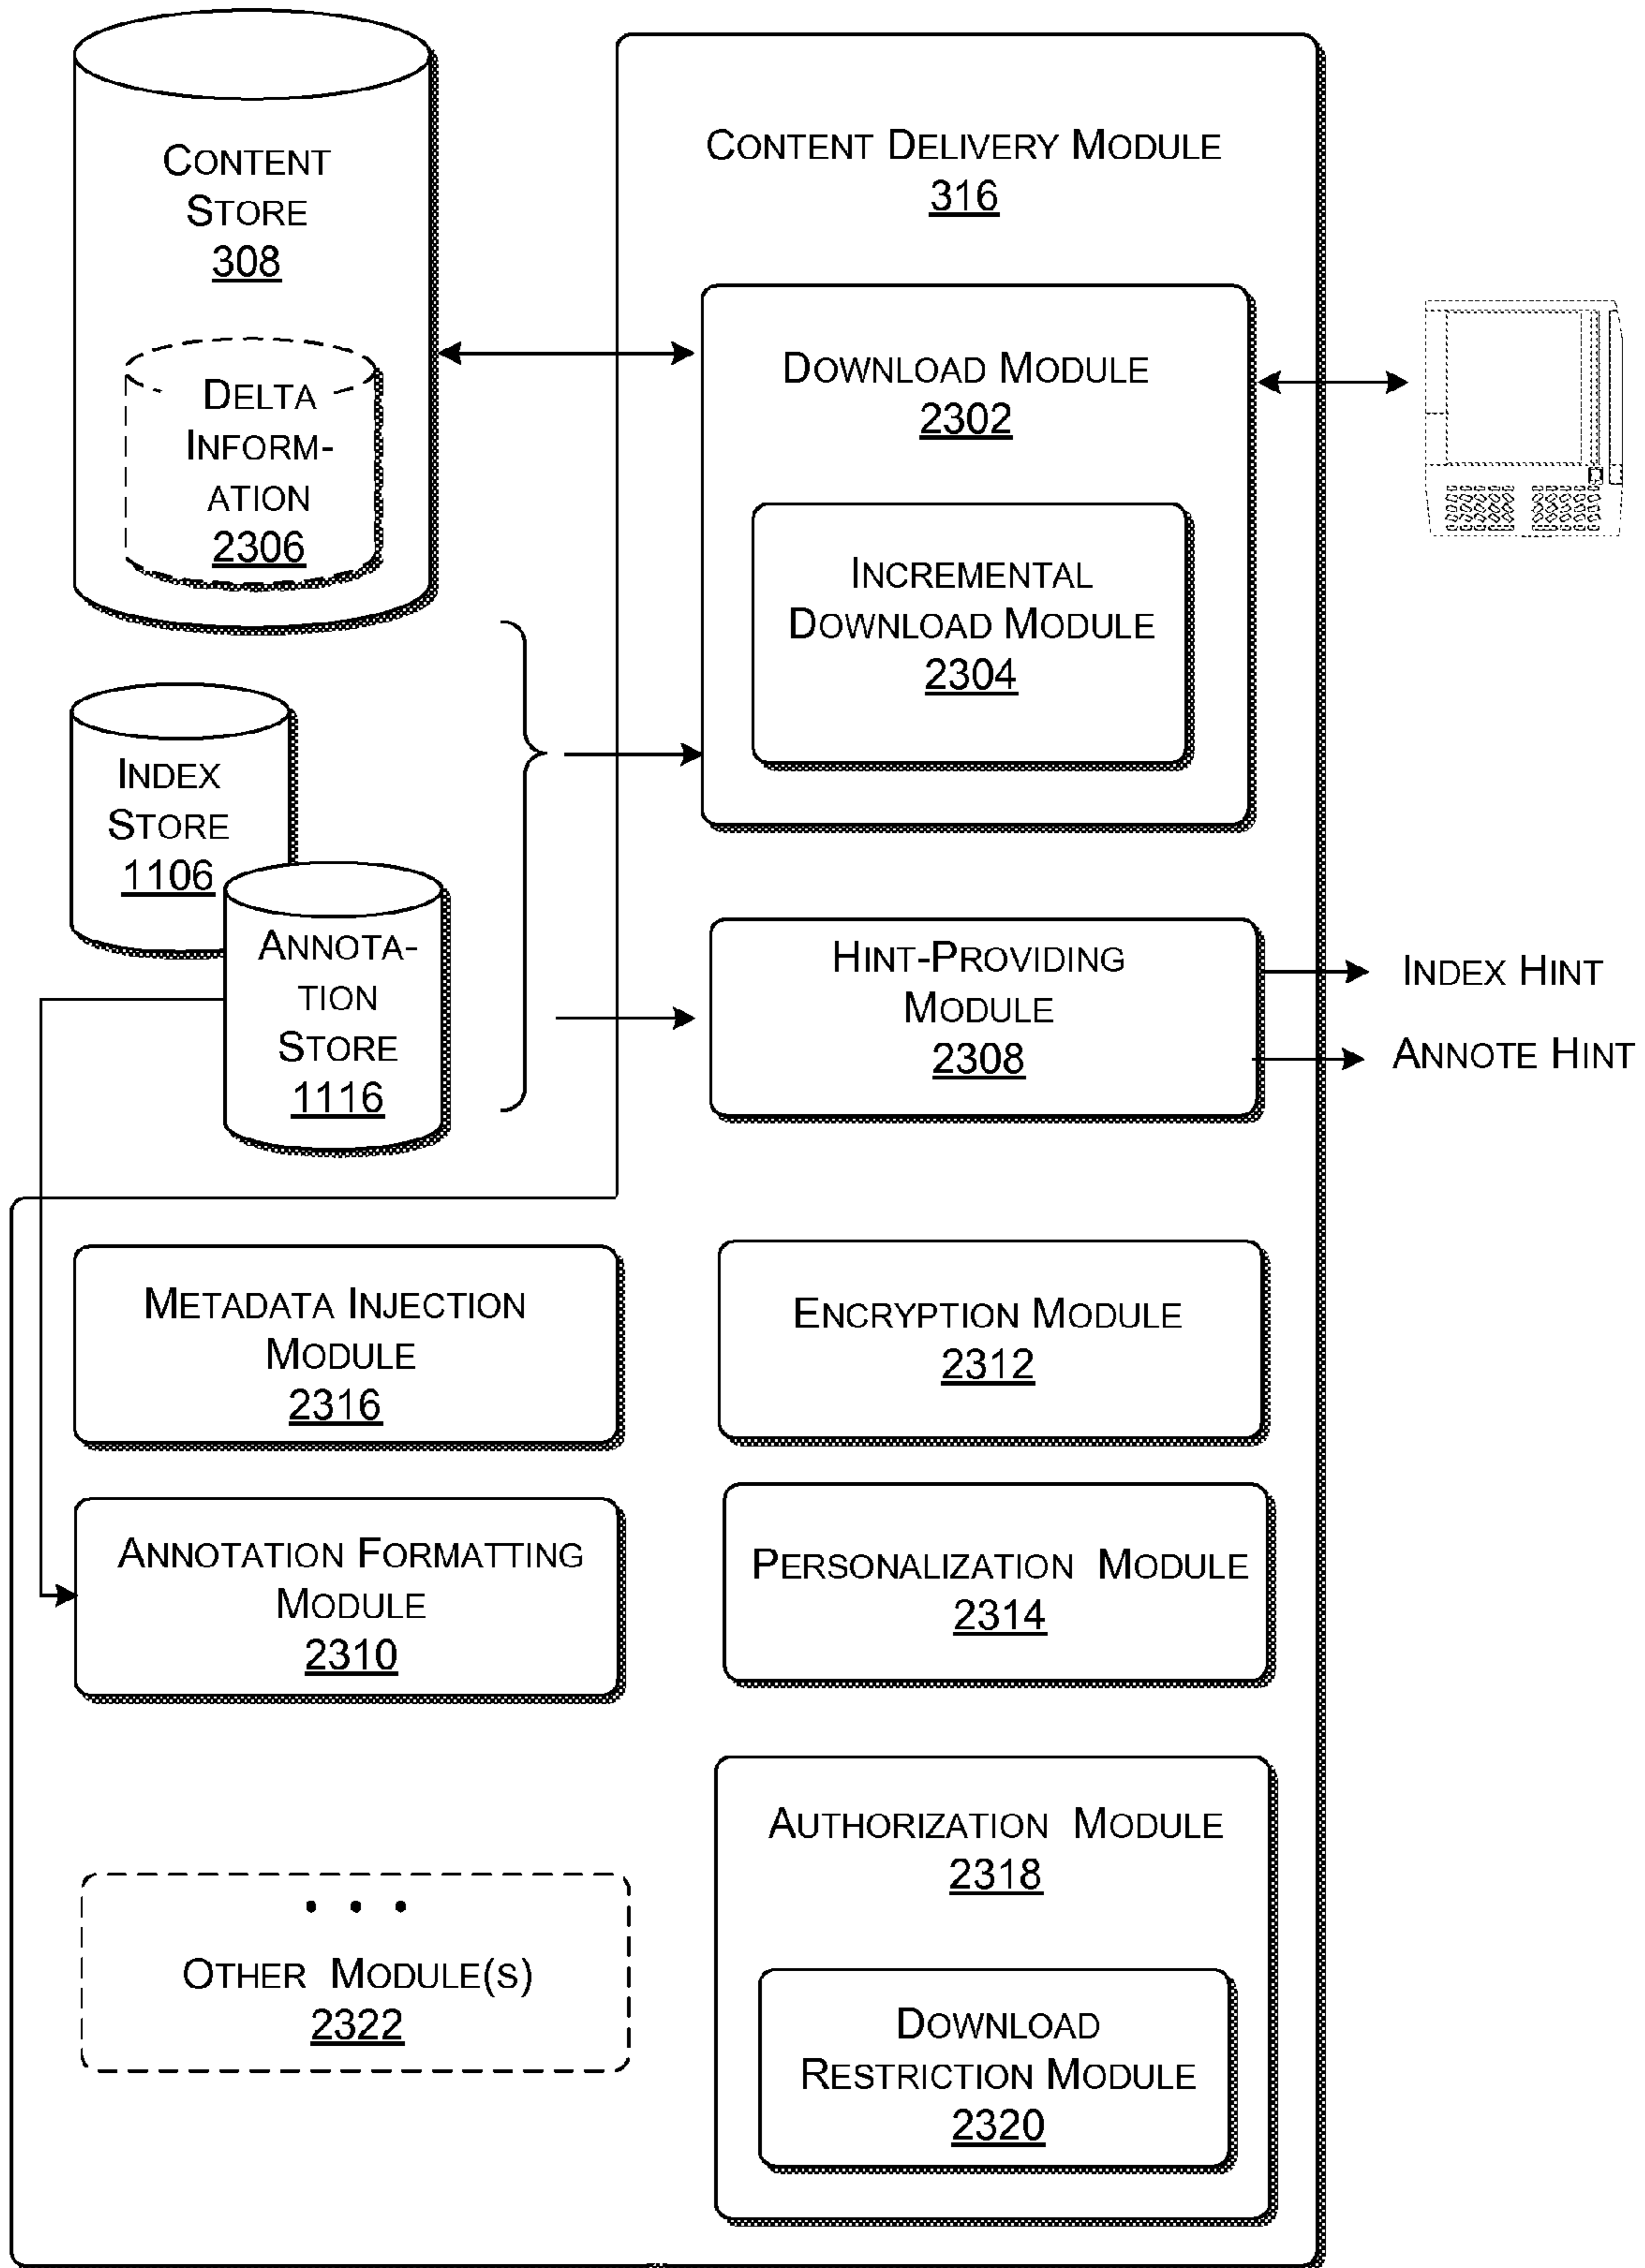 CONTENT
STORE
308
DELTA
INFORM-
ATION
2306
INDEX
STORE
1106
ANNOTA-
TION
STORE
1116
CONTENT DELIVERY MODULE
316
DOWNLOAD MODULE
2302
INCREMENTAL
DOWNLOAD MODULE
2304
HINT-PROVIDING
MODULE
2308
INDEX HINT
ANNOTE HINT
METADATA INJECTION
MODULE
2316
ENCRYPTION MODULE
2312
ANNOTATION FORMATTING
MODULE
2310
PERSONALIZATION MODULE
2314
• • •
OTHER MODULE(S)
2322
AUTHORIZATION MODULE
2318
DOWNLOAD
RESTRICTION MODULE
2320